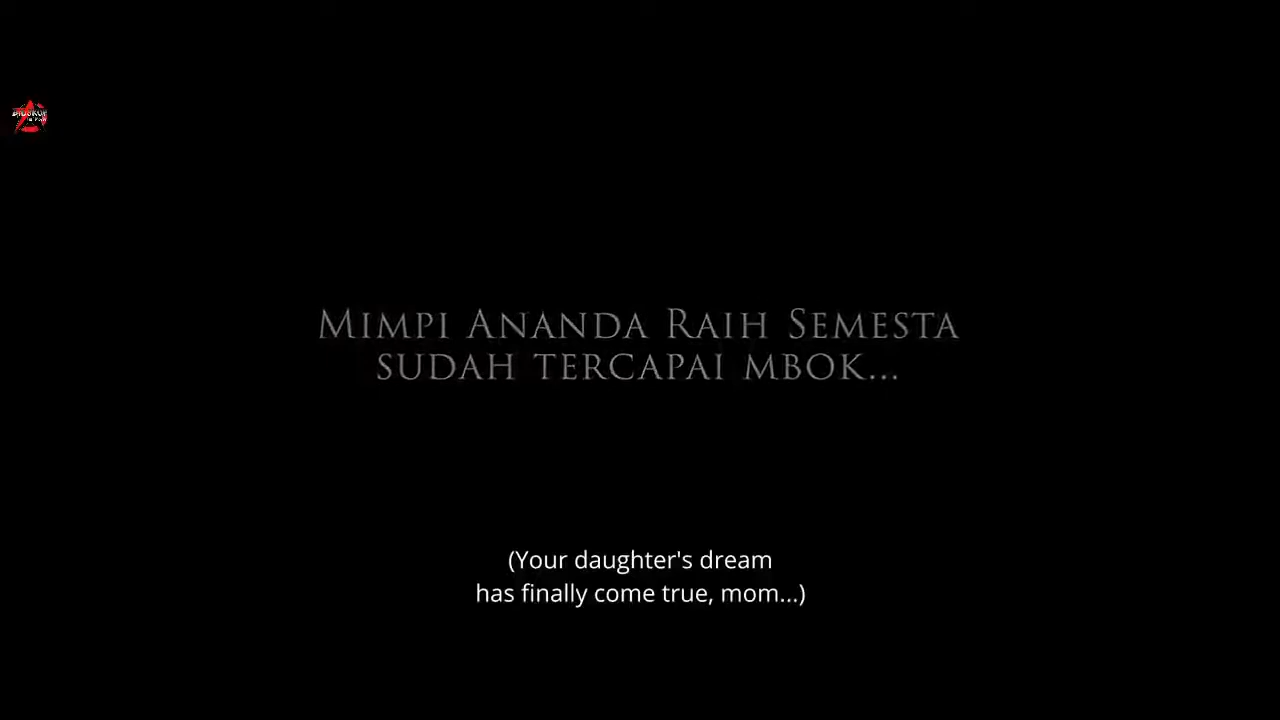 MIMPI ANANDA RAIH SEMESTA
SUDAH TERCAPAI MBOK...
(Your daughter's dream
has finally come true, mom...)